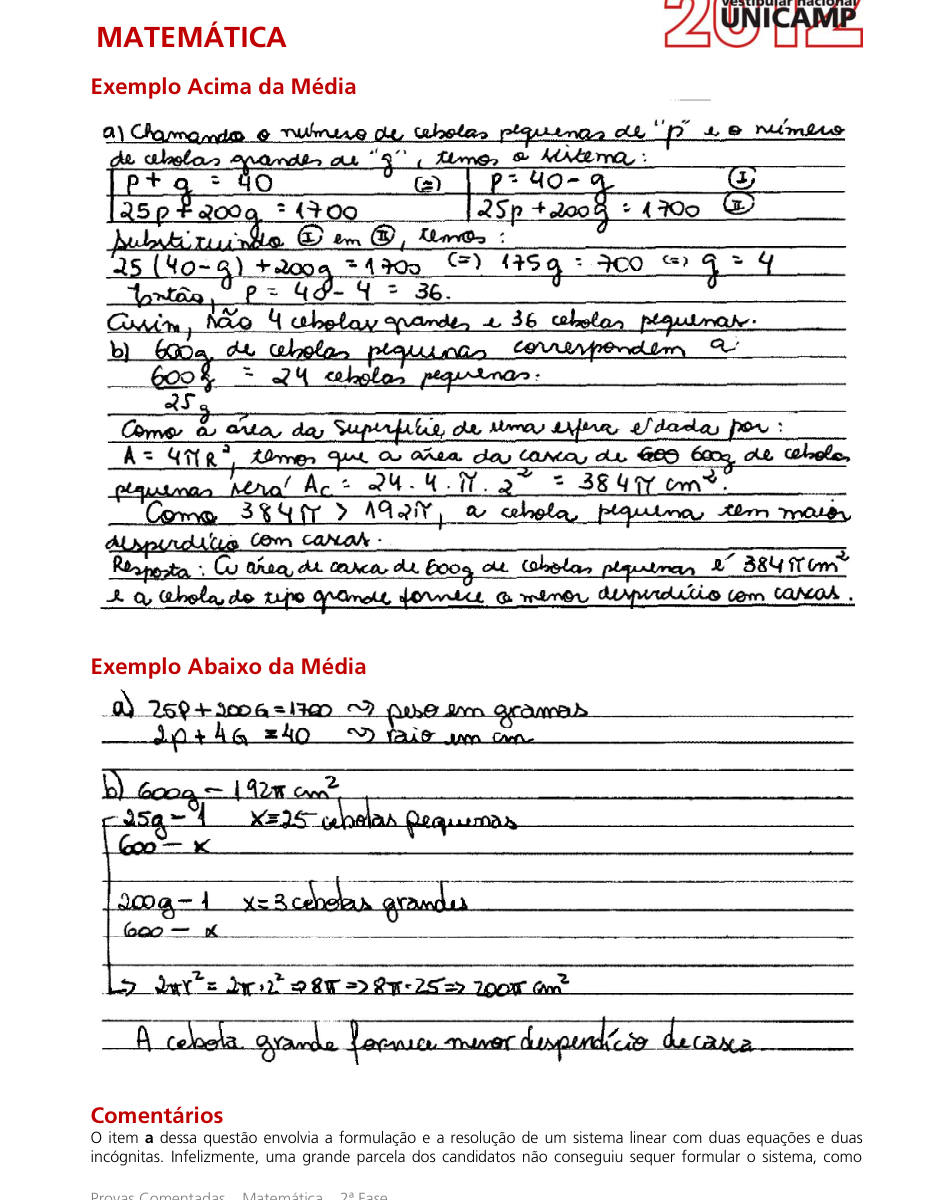 vestibular nacional
2012
UNICAMP
MATEMÁTICA
Exemplo Acima da Média
a) Chamando o número de cebolas pequenas de "p" e o número
de cebolas grandes de "g", temos o sistema:
p + g = 40 (=) p = 40 - g (I)
25p + 200g = 1700 25p + 200g = 1700 (II)
Substituindo (I) em (II), temos:
25 (40 - g) + 200g = 1700 (=) 175g = 700 (=) g = 4
Então, p = 40 - 4 = 36.
Assim, são 4 cebolas grandes e 36 cebolas pequenas.
b) 600g de cebolas pequenas correspondem a:
600g = 24 cebolas pequenas.
25g
Como a área da superfície de uma esfera é dada por:
A = 4πR², temos que a área da casca de 600 600g de cebolas
pequenas será Ac = 24 . 4 . π . 2² = 384π cm².
Como 384π > 192π, a cebola pequena tem maior
desperdício com cascas.
Resposta: A área de casca de 600g de cebolas pequenas é 384πcm²
e a cebola do tipo grande fornece o menor desperdício com cascas.
Exemplo Abaixo da Média
a) 25P + 200G = 1700 ~> peso em gramas
2p + 4G = 40 ~> raio em cm
b) 600g - 192π cm²
25g - 1 x = 25 cebolas pequenas
600 - x
200g - 1 x = 3 cebolas grandes
600 - x
↳ 2πr² = 2π.2² => 8π => 8π.25 => 200π cm²
A cebola grande fornece menor desperdício de casca
Comentários
O item a dessa questão envolvia a formulação e a resolução de um sistema linear com duas equações e duas
incógnitas. Infelizmente, uma grande parcela dos candidatos não conseguiu sequer formular o sistema, como
Provas Comentadas Matemática 2ª Fase